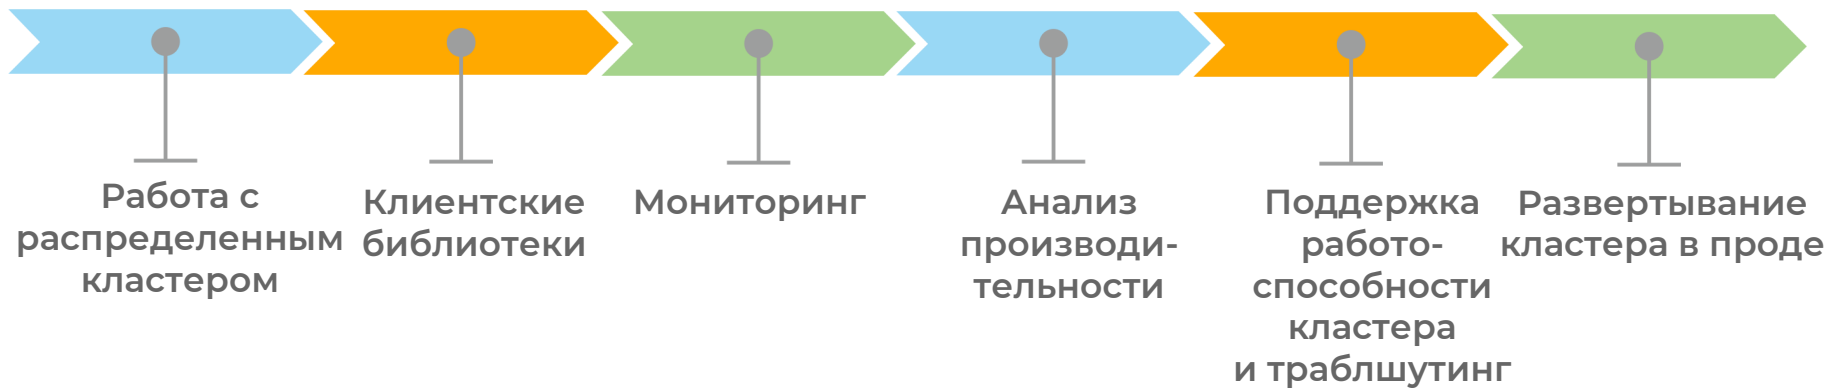 Работа с
распределенным
кластером
Клиентские
библиотеки
Мониторинг
Анализ
производи-
тельности
Поддержка
работо-
способности
кластера
и траблшутинг
Развертывание
кластера в проде